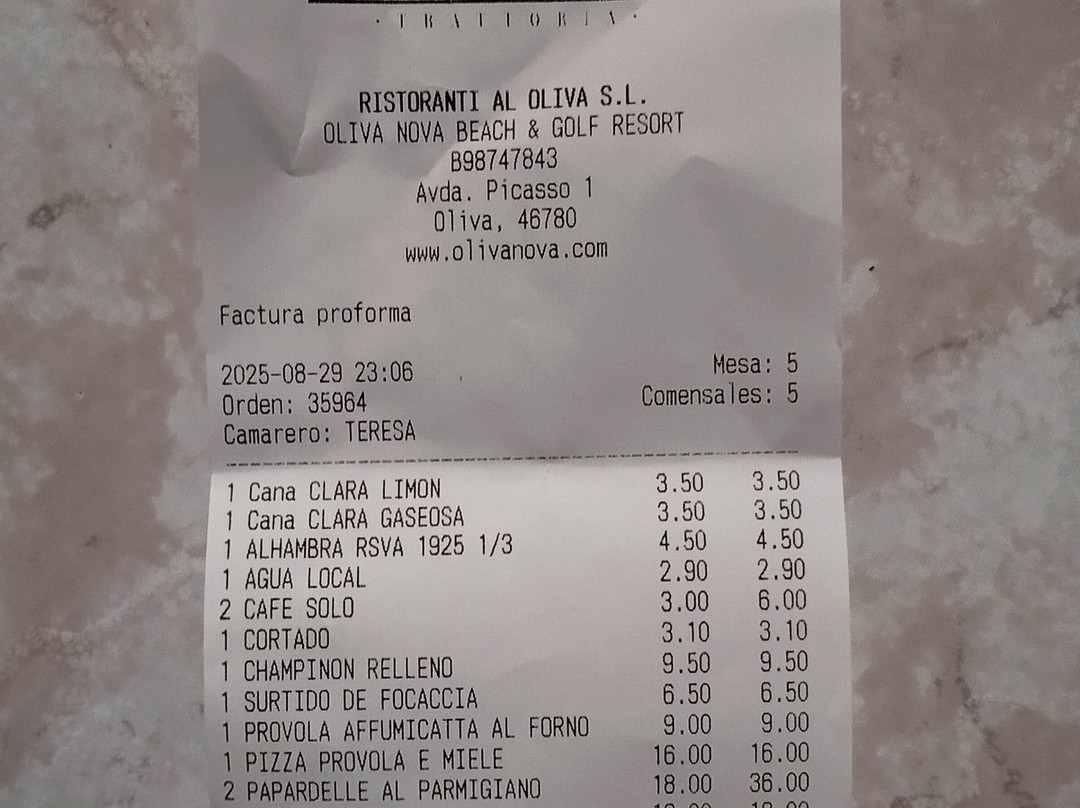 · TRATTORIA ·
RISTORANTI AL OLIVA S.L.
OLIVA NOVA BEACH & GOLF RESORT
B98747843
Avda. Picasso 1
Oliva, 46780
www.olivanova.com
Factura proforma
2025-08-29 23:06 Mesa: 5
Orden: 35964 Comensales: 5
Camarero: TERESA
1 Cana CLARA LIMON 3.50 3.50
1 Cana CLARA GASEOSA 3.50 3.50
1 ALHAMBRA RSVA 1925 1/3 4.50 4.50
1 AGUA LOCAL 2.90 2.90
2 CAFE SOLO 3.00 6.00
1 CORTADO 3.10 3.10
1 CHAMPINON RELLENO 9.50 9.50
1 SURTIDO DE FOCACCIA 6.50 6.50
1 PROVOLA AFFUMICATTA AL FORNO 9.00 9.00
1 PIZZA PROVOLA E MIELE 16.00 16.00
2 PAPARDELLE AL PARMIGIANO 18.00 36.00